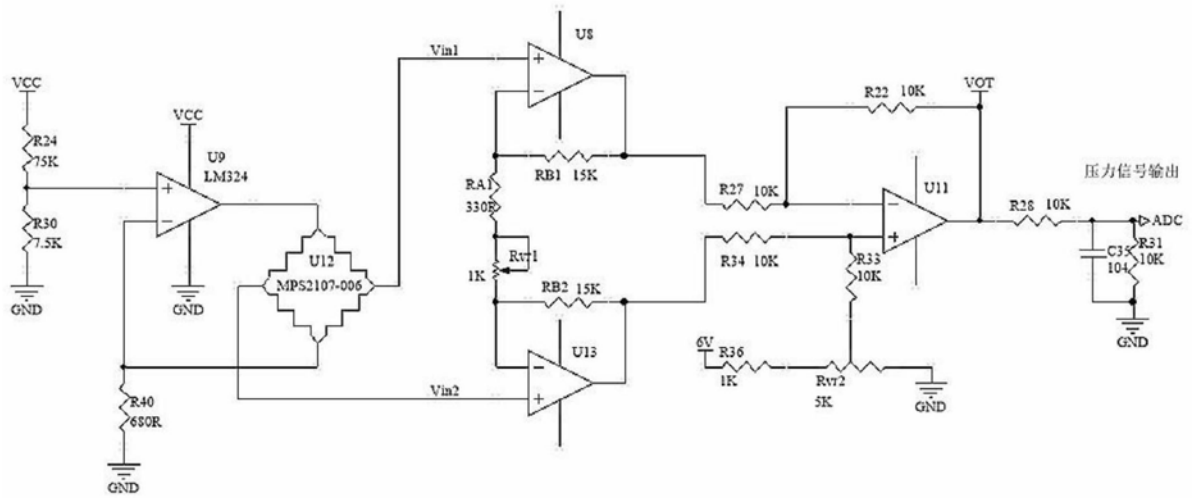 VCC
R24
75K
R30
7.5K
GND
VCC
U9
LM324
GND
R40
680R
GND
U12
MPS2107-006
Vin1
Vin2
U8
RB1 15K
RA1
330R
Rvr1
1K
RB2 15K
U13
R27 10K
R34 10K
R22 10K
VOT
U11
R33
10K
6V
R36
1K
Rvr2
5K
GND
R28 10K
压力信号输出
ADC
C35
104
R31
10K
GND